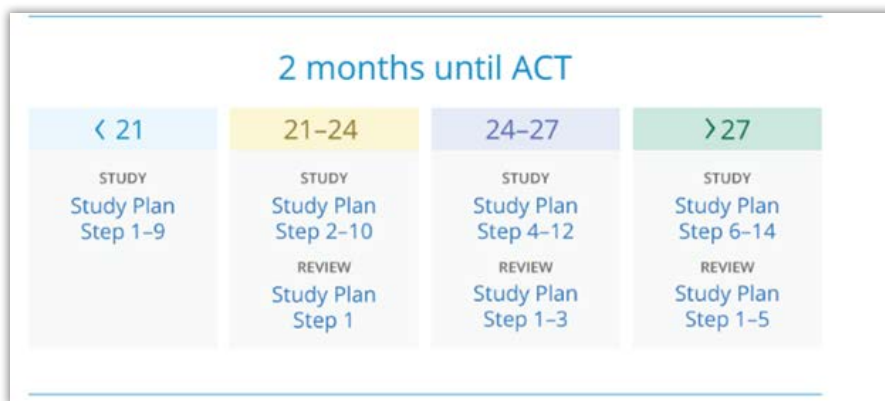 2 months until ACT
< 21
STUDY
Study Plan
Step 1–9
21–24
STUDY
Study Plan
Step 2–10
REVIEW
Study Plan
Step 1
24–27
STUDY
Study Plan
Step 4–12
REVIEW
Study Plan
Step 1–3
>27
STUDY
Study Plan
Step 6–14
REVIEW
Study Plan
Step 1–5